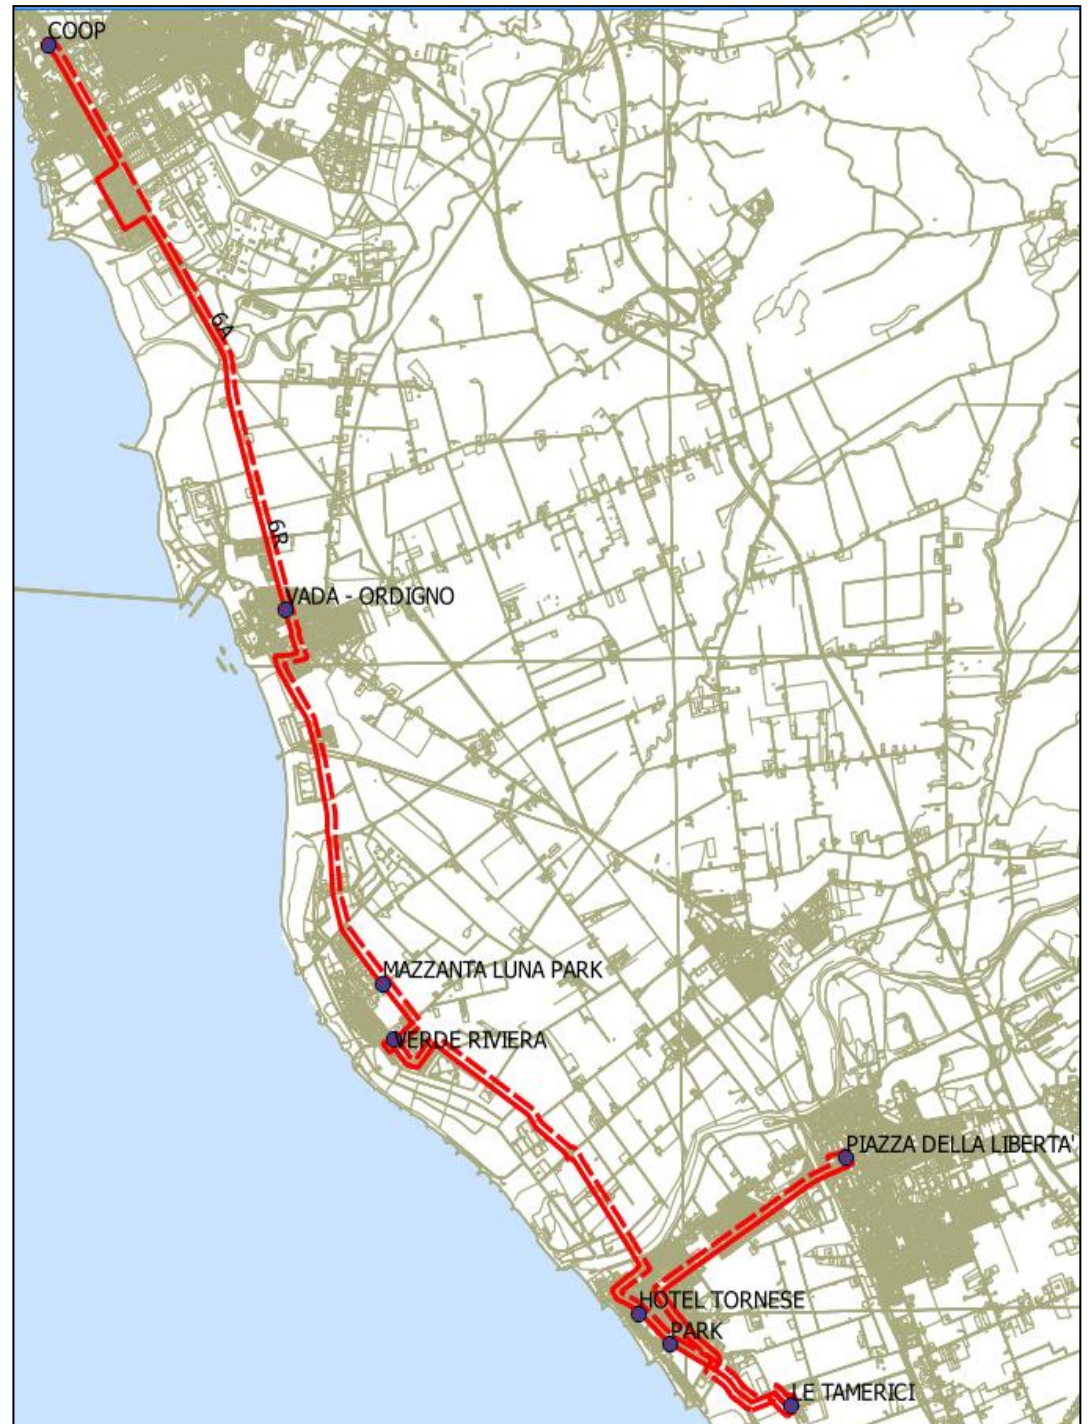 COOP
6A
6R
VADA - ORDIGNO
MAZZANTA LUNA PARK
VERDE RIVIERA
PIAZZA DELLA LIBERTA'
HOTEL TORNESE
PARK
LE TAMERICI